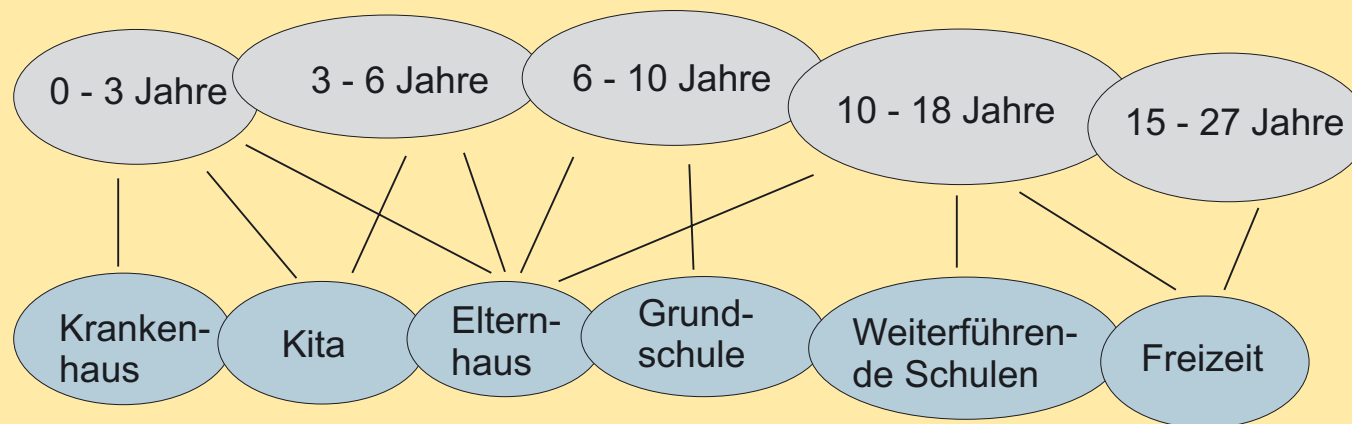 0 - 3 Jahre
3 - 6 Jahre
6 - 10 Jahre
10 - 18 Jahre
15 - 27 Jahre
Kranken-
haus
Kita
Eltern-
haus
Grund-
schule
Weiterführen-
de Schulen
Freizeit